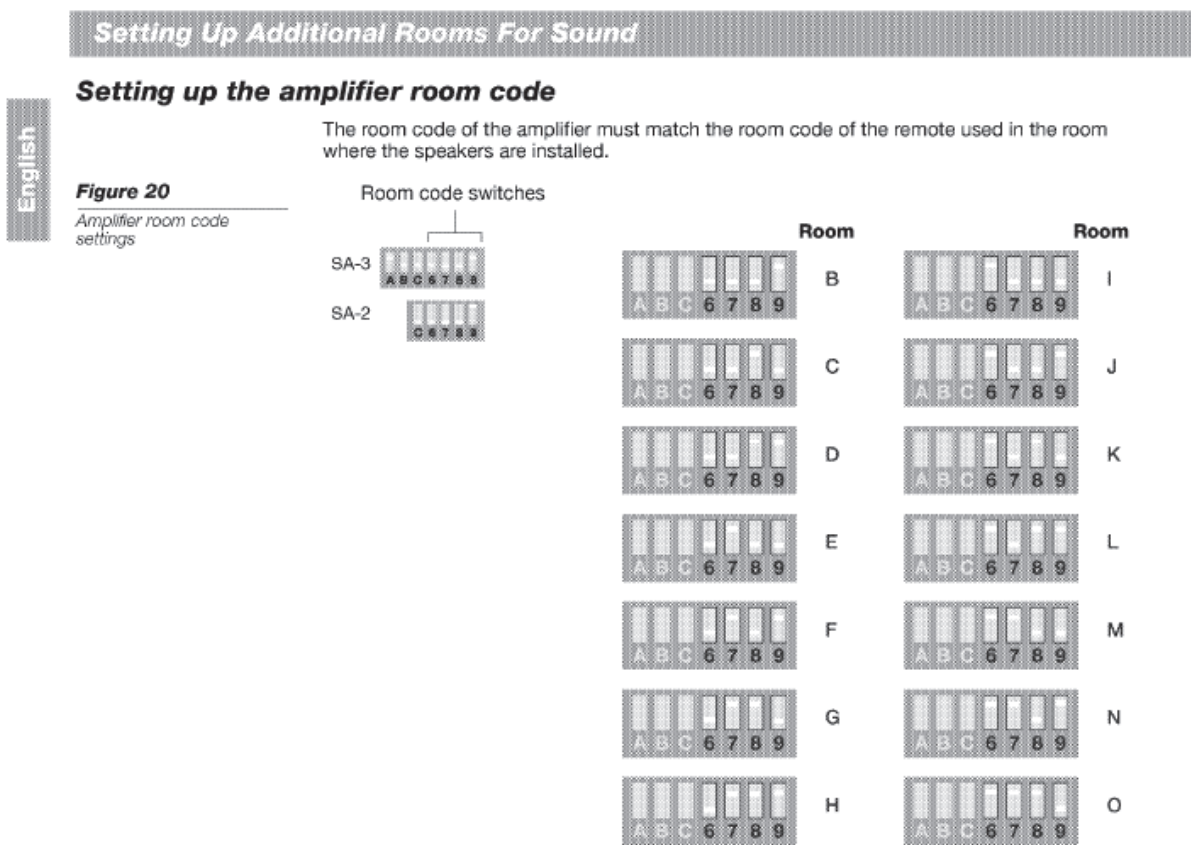 Setting Up Additional Rooms For Sound
Setting up the amplifier room code
English
The room code of the amplifier must match the room code of the remote used in the room
where the speakers are installed.
Figure 20
Amplifier room code
settings
Room code switches
SA-3
A B C 6 7 8 9
SA-2
C 6 7 8 9
Room Room
A B C 6 7 8 9 B A B C 6 7 8 9 I
A B C 6 7 8 9 C A B C 6 7 8 9 J
A B C 6 7 8 9 D A B C 6 7 8 9 K
A B C 6 7 8 9 E A B C 6 7 8 9 L
A B C 6 7 8 9 F A B C 6 7 8 9 M
A B C 6 7 8 9 G A B C 6 7 8 9 N
A B C 6 7 8 9 H A B C 6 7 8 9 O